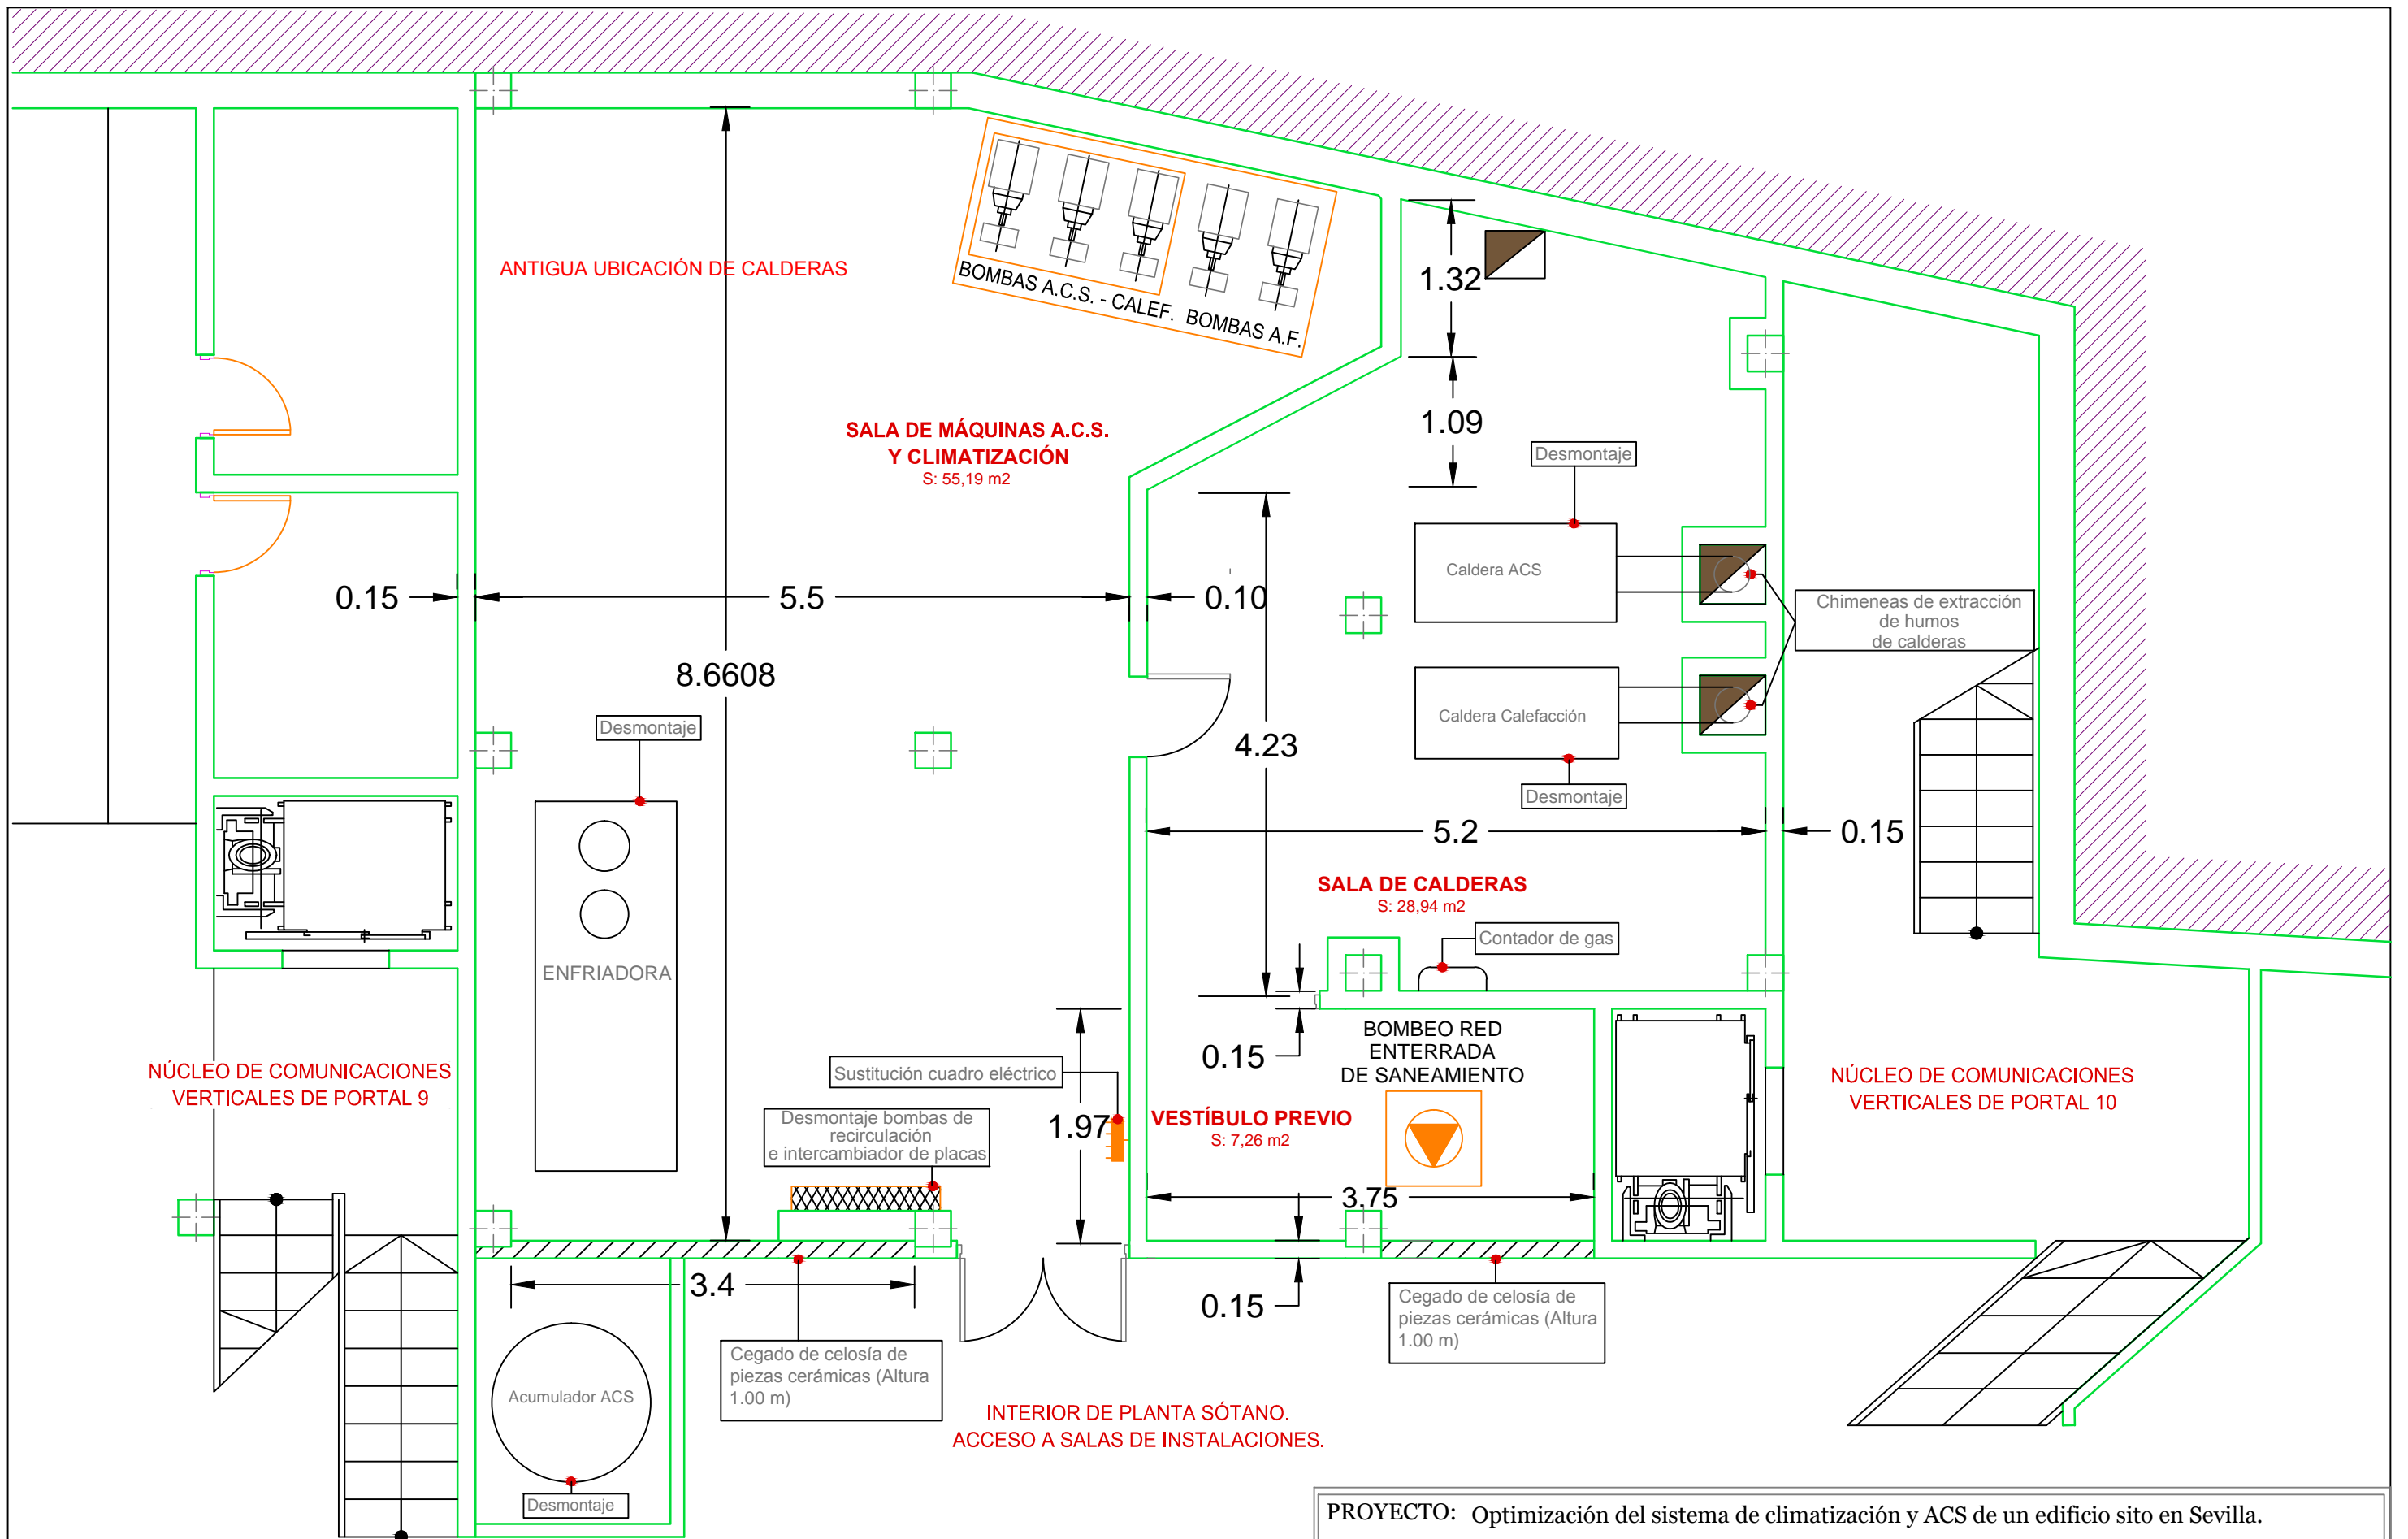 ANTIGUA UBICACIÓN DE CALDERAS
BOMBAS A.C.S. - CALEF.
BOMBAS A.F.
1.32
1.09
SALA DE MÁQUINAS A.C.S.
Y CLIMATIZACIÓN
S: 55,19 m2
Desmontaje
Caldera ACS
0.15
5.5
0.10
Chimeneas de extracción
de humos
de calderas
8.6608
Desmontaje
4.23
Caldera Calefacción
Desmontaje
5.2
0.15
SALA DE CALDERAS
S: 28,94 m2
Contador de gas
ENFRIADORA
NÚCLEO DE COMUNICACIONES
VERTICALES DE PORTAL 9
Sustitución cuadro eléctrico
0.15
BOMBEO RED
ENTERRADA
DE SANEAMIENTO
NÚCLEO DE COMUNICACIONES
VERTICALES DE PORTAL 10
Desmontaje bombas de
recirculación
e intercambiador de placas
1.97
VESTÍBULO PREVIO
S: 7,26 m2
3.75
3.4
0.15
Cegado de celosía de
piezas cerámicas (Altura
1.00 m)
Cegado de celosía de
piezas cerámicas (Altura
1.00 m)
Acumulador ACS
Desmontaje
INTERIOR DE PLANTA SÓTANO.
ACCESO A SALAS DE INSTALACIONES.
PROYECTO: Optimización del sistema de climatización y ACS de un edificio sito en Sevilla.